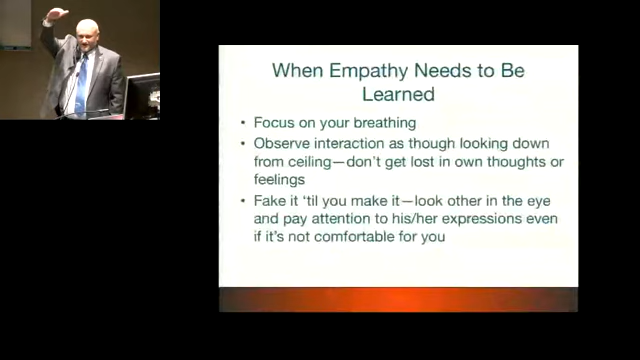 When Empathy Needs to Be
Learned
• Focus on your breathing
• Observe interaction as though looking down
from ceiling—don't get lost in own thoughts or
feelings
• Fake it 'til you make it—look other in the eye
and pay attention to his/her expressions even
if it's not comfortable for you